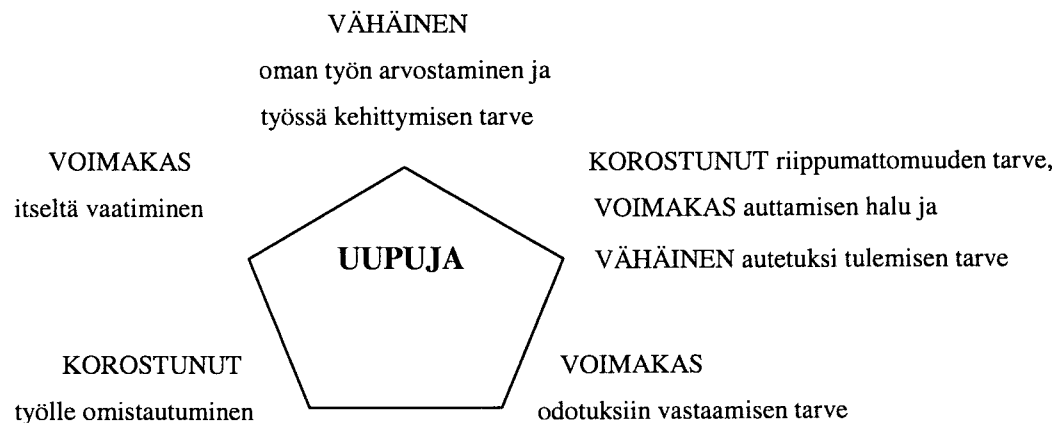 VÄHÄINEN
oman työn arvostaminen ja
työssä kehittymisen tarve
VOIMAKAS
itseltä vaatiminen
KOROSTUNUT riippumattomuuden tarve,
VOIMAKAS auttamisen halu ja
VÄHÄINEN autetuksi tulemisen tarve
UUPUJA
KOROSTUNUT
työlle omistautuminen
VOIMAKAS
odotuksiin vastaamisen tarve